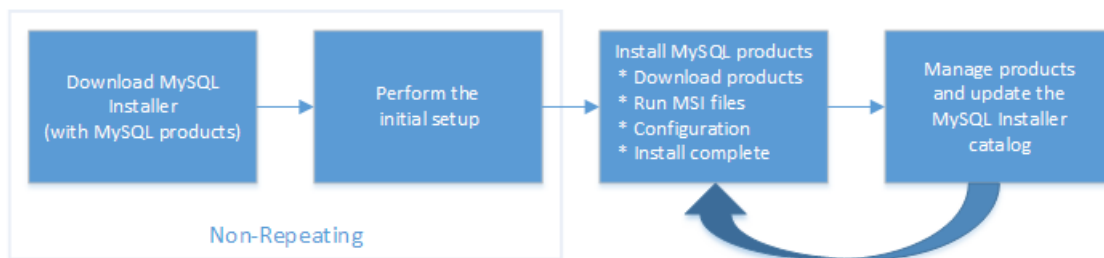 Download MySQL
Installer
(with MySQL products)
Perform the
initial setup
Install MySQL products
* Download products
* Run MSI files
* Configuration
* Install complete
Manage products
and update the
MySQL Installer
catalog
Non-Repeating